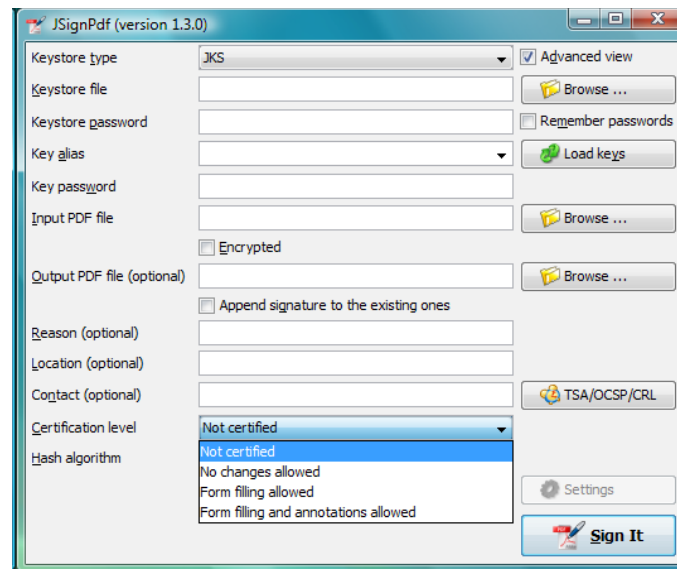 JSignPdf (version 1.3.0)
Keystore type JKS Advanced view
Keystore file Browse ...
Keystore password Remember passwords
Key alias Load keys
Key password
Input PDF file Browse ...
Encrypted
Output PDF file (optional) Browse ...
Append signature to the existing ones
Reason (optional)
Location (optional)
Contact (optional) TSA/OCSP/CRL
Certification level Not certified
Not certified
Hash algorithm
No changes allowed
Form filling allowed
Settings
Form filling and annotations allowed
Sign It